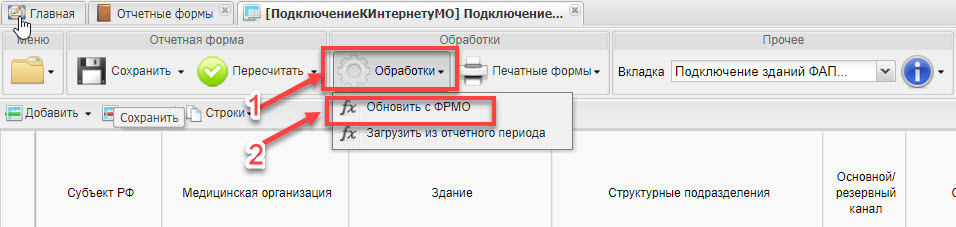 Главная
Отчетные формы
[ПодключениеКИнтернетуМО] Подключение...
Меню
Отчетная форма
Обработки
Прочее
Сохранить
Пересчитать
Обработки
Печатные формы
Вкладка
Подключение зданий ФАП...
1
fx Обновить с ФРМО
Добавить
Строки
Сохранить
2
fx Загрузить из отчетного периода
Субъект РФ
Медицинская организация
Здание
Структурные подразделения
Основной/
резервный
канал